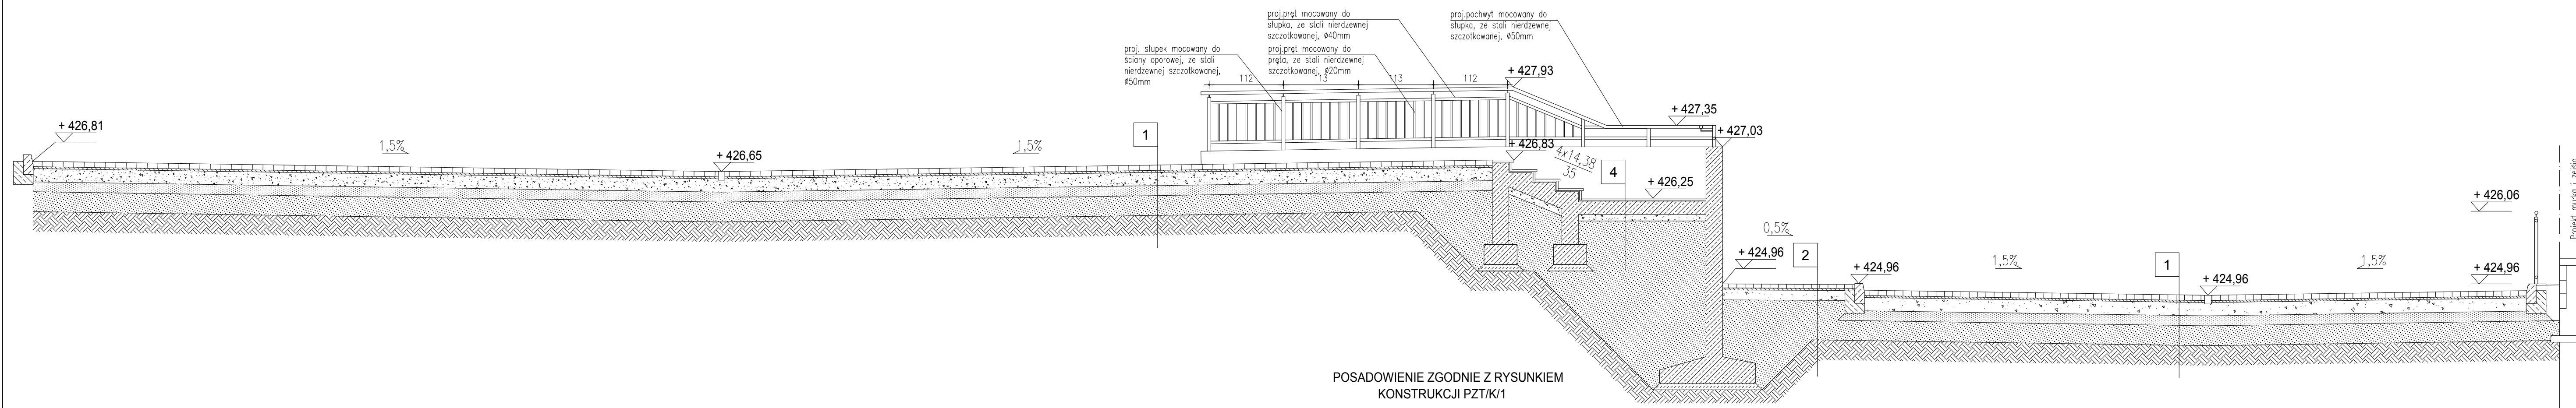 proj.pręt mocowany do
słupka, ze stali nierdzewnej
szczotkowanej, ø40mm
proj.pochwyt mocowany do
słupka, ze stali nierdzewnej
szczotkowanej, ø50mm
proj. słupek mocowany do
ściany oporowej, ze stali
nierdzewnej szczotkowanej,
ø50mm
proj.pręt mocowany do
pręta, ze stali nierdzewnej
szczotkowanej, ø20mm
112
113
113
112
+ 427,93
+ 427,35
+ 427,03
+ 426,81
1,5%
+ 426,65
1,5%
1
+ 426,83
4x14,38
35
4
+ 426,25
+ 424,96
0,5%
2
+ 424,96
1,5%
1
+ 424,96
1,5%
+ 426,06
+ 424,96
Projekt murka i zejścia
POSADOWIENIE ZGODNIE Z RYSUNKIEM
KONSTRUKCJI PZT/K/1